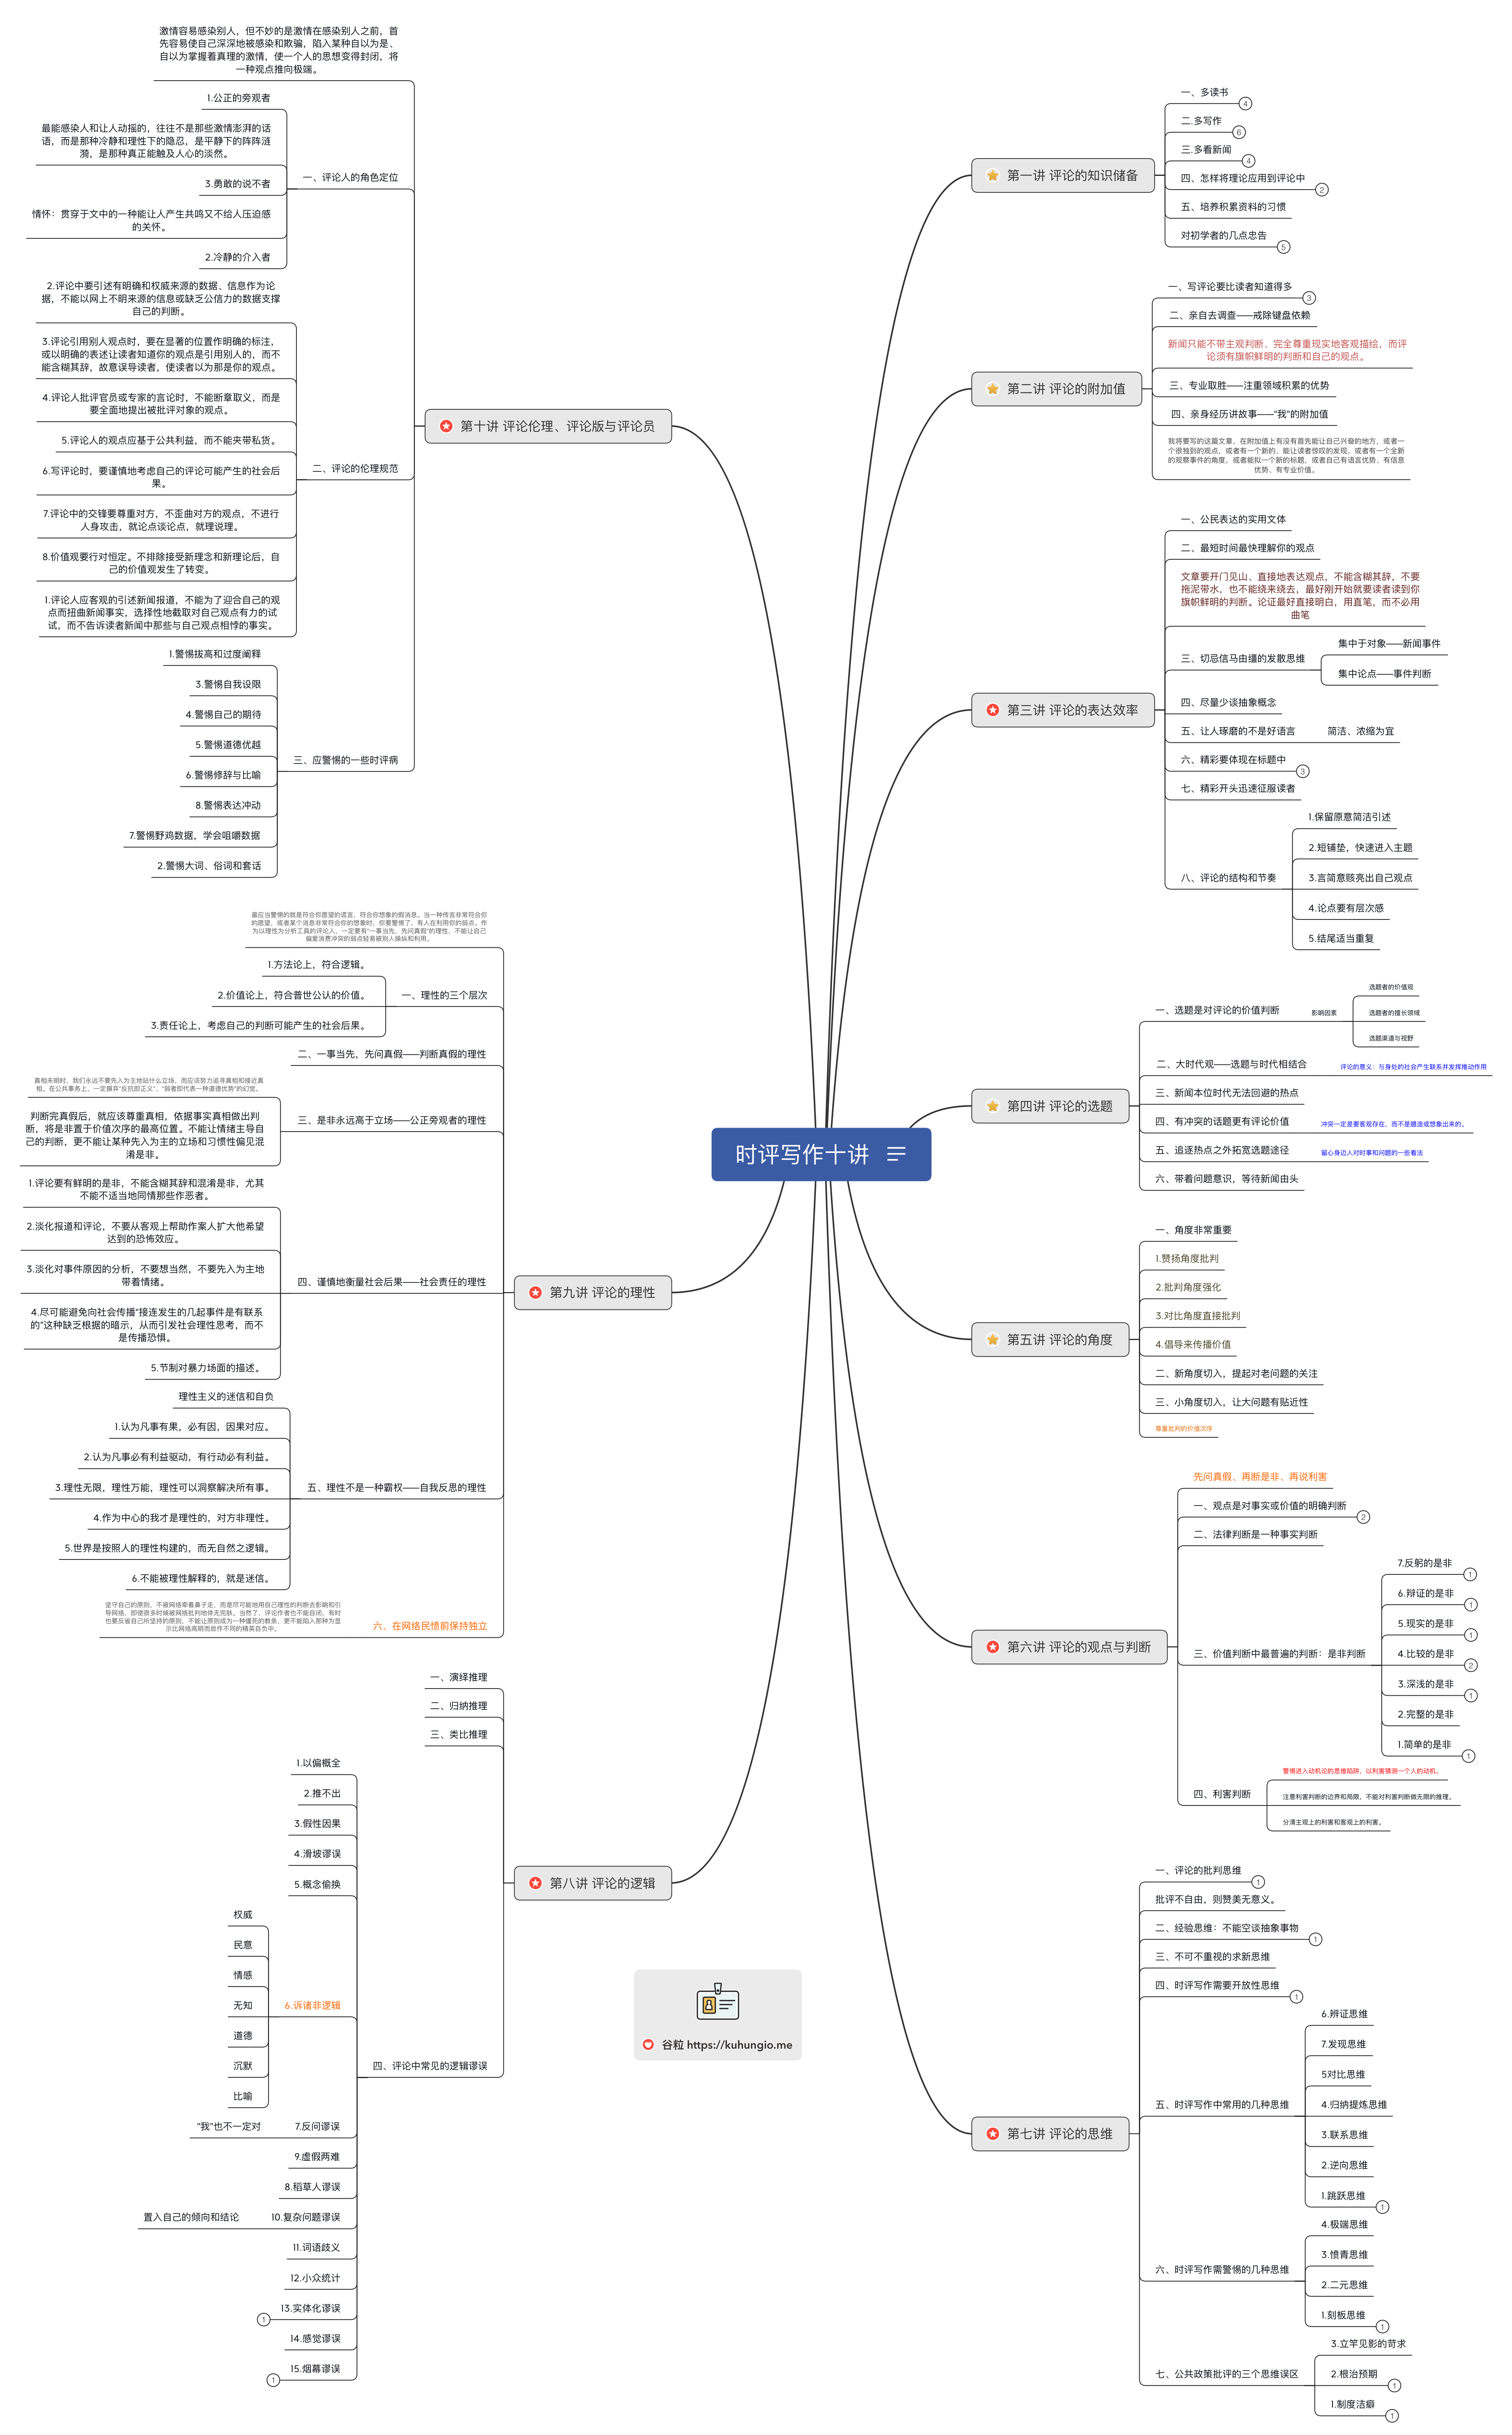 时评写作十讲
第一讲 评论的知识储备
一、多读书
4
二.多写作
6
三.多看新闻
4
四、怎样将理论应用到评论中
2
五、培养积累资料的习惯
对初学者的几点忠告
5
第二讲 评论的附加值
一、写评论要比读者知道得多
3
二、亲自去调查——戒除键盘依赖
新闻只能不带主观判断、完全尊重现实地客观描绘，而评
论须有旗帜鲜明的判断和自己的观点。
三、专业取胜——注重领域积累的优势
四、亲身经历讲故事——“我”的附加值
我将要写的这篇文章，在附加值上有没有首先能让自己兴奋的地方，或者一
个很独到的观点，或者有一个新的、能让读者惊叹的发现，或者有一个全新
的观察事件的角度，或者能拟一个新的标题，或者自己有语言优势、有信息
优势、有专业价值。
第三讲 评论的表达效率
一、公民表达的实用文体
二、最短时间最快理解你的观点
文章要开门见山、直接地表达观点，不能含糊其辞，不要
拖泥带水，也不能绕来绕去，最好刚开始就要读者读到你
旗帜鲜明的判断。论证最好直接明白，用直笔，而不必用
曲笔
三、切忌信马由缰的发散思维
集中于对象——新闻事件
集中论点——事件判断
四、尽量少谈抽象概念
五、让人琢磨的不是好语言
简洁、浓缩为宜
六、精彩要体现在标题中
3
七、精彩开头迅速征服读者
八、评论的结构和节奏
1.保留原意简洁引述
2.短铺垫，快速进入主题
3.言简意赅亮出自己观点
4.论点要有层次感
5.结尾适当重复
第四讲 评论的选题
一、选题是对评论的价值判断
影响因素
选题者的价值观
选题者的擅长领域
选题渠道与视野
二、大时代观——选题与时代相结合
评论的意义：与身处的社会产生联系并发挥推动作用
三、新闻本位时代无法回避的热点
四、有冲突的话题更有评论价值
冲突一定是要客观存在，而不是臆造或想象出来的。
五、追逐热点之外拓宽选题途径
留心身边人对时事和问题的一些看法
六、带着问题意识，等待新闻由头
第五讲 评论的角度
一、角度非常重要
1.赞扬角度批判
2.批判角度强化
3.对比角度直接批判
4.倡导来传播价值
二、新角度切入，提起对老问题的关注
三、小角度切入，让大问题有贴近性
尊重批判的价值次序
第六讲 评论的观点与判断
先问真假、再断是非、再说利害
一、观点是对事实或价值的明确判断
2
二、法律判断是一种事实判断
三、价值判断中最普遍的判断：是非判断
7.反躬的是非
1
6.辩证的是非
1
5.现实的是非
1
4.比较的是非
2
3.深浅的是非
1
2.完整的是非
1.简单的是非
1
四、利害判断
警惕进入动机论的思维陷阱，以利害猜测一个人的动机。
注意利害判断的边界和局限，不能对利害判断做无限的推理。
分清主观上的利害和客观上的利害。
第七讲 评论的思维
一、评论的批判思维
1
批评不自由，则赞美无意义。
二、经验思维：不能空谈抽象事物
1
三、不可不重视的求新思维
四、时评写作需要开放性思维
1
五、时评写作中常用的几种思维
6.辨证思维
7.发现思维
5对比思维
4.归纳提炼思维
3.联系思维
2.逆向思维
1.跳跃思维
1
六、时评写作需警惕的几种思维
4.极端思维
3.愤青思维
2.二元思维
1.刻板思维
1
七、公共政策批评的三个思维误区
3.立竿见影的苛求
2.根治预期
1
1.制度洁癖
1
第十讲 评论伦理、评论版与评论员
激情容易感染别人，但不妙的是激情在感染别人之前，首
先容易使自己深深地被感染和欺骗，陷入某种自以为是、
自以为掌握着真理的激情，使一个人的思想变得封闭，将
一种观点推向极端。
一、评论人的角色定位
1.公正的旁观者
最能感染人和让人动摇的，往往不是那些激情澎湃的话
语，而是那种冷静和理性下的隐忍，是平静下的阵阵涟
漪，是那种真正能触及人心的淡然。
3.勇敢的说不者
情怀：贯穿于文中的一种能让人产生共鸣又不给人压迫感
的关怀。
2.冷静的介入者
二、评论的伦理规范
2.评论中要引述有明确和权威来源的数据、信息作为论
据，不能以网上不明来源的信息或缺乏公信力的数据支撑
自己的判断。
3.评论引用别人观点时，要在显著的位置作明确的标注，
或以明确的表述让读者知道你的观点是引用别人的，而不
能含糊其辞，故意误导读者，使读者以为那是你的观点。
4.评论人批评官员或专家的言论时，不能断章取义，而是
要全面地提出被批评对象的观点。
5.评论人的观点应基于公共利益，而不能夹带私货。
6.写评论时，要谨慎地考虑自己的评论可能产生的社会后
果。
7.评论中的交锋要尊重对方，不歪曲对方的观点，不进行
人身攻击，就论点谈论点，就理说理。
8.价值观要行对恒定。不排除接受新理念和新理论后，自
己的价值观发生了转变。
1.评论人应客观的引述新闻报道，不能为了迎合自己的观
点而扭曲新闻事实，选择性地截取对自己观点有力的试
试，而不告诉读者新闻中那些与自己观点相悖的事实。
三、应警惕的一些时评病
1.警惕拔高和过度阐释
3.警惕自我设限
4.警惕自己的期待
5.警惕道德优越
6.警惕修辞与比喻
8.警惕表达冲动
7.警惕野鸡数据，学会咀嚼数据
2.警惕大词、俗词和套话
第九讲 评论的理性
最应当警惕的就是符合你愿望的谎言，符合你想象的假消息。当一种传言非常符合你
的愿望，或者某个消息非常符合你的想象时，你要警惕了，有人在利用你的弱点。作
为以理性为分析工具的评论人，一定要有“一事当先，先问真假”的理性，不能让自己
偏爱消费冲突的弱点轻易被别人操纵和利用。
一、理性的三个层次
1.方法论上，符合逻辑。
2.价值论上，符合普世公认的价值。
3.责任论上，考虑自己的判断可能产生的社会后果。
二、一事当先，先问真假——判断真假的理性
三、是非永远高于立场——公正旁观者的理性
真相未明时，我们永远不要先入为主地站什么立场，而应该努力追寻真相和接近真
相。在公共事务上，一定摒弃“反抗即正义”、“弱者即代表一种道德优势”的幻觉。
判断完真假后，就应该尊重真相，依据事实真相做出判
断，将是非置于价值次序的最高位置。不能让情绪主导自
己的判断，更不能让某种先入为主的立场和习惯性偏见混
淆是非。
四、谨慎地衡量社会后果——社会责任的理性
1.评论要有鲜明的是非，不能含糊其辞和混淆是非，尤其
不能不适当地同情那些作恶者。
2.淡化报道和评论，不要从客观上帮助作案人扩大他希望
达到的恐怖效应。
3.淡化对事件原因的分析，不要想当然，不要先入为主地
带着情绪。
4.尽可能避免向社会传播“接连发生的几起事件是有联系
的”这种缺乏根据的暗示，从而引发社会理性思考，而不
是传播恐惧。
5.节制对暴力场面的描述。
五、理性不是一种霸权——自我反思的理性
理性主义的迷信和自负
1.认为凡事有果，必有因，因果对应。
2.认为凡事必有利益驱动，有行动必有利益。
3.理性无限，理性万能，理性可以洞察解决所有事。
4.作为中心的我才是理性的，对方非理性。
5.世界是按照人的理性构建的，而无自然之逻辑。
6.不能被理性解释的，就是迷信。
六、在网络民愤前保持独立
坚守自己的原则，不被网络牵着鼻子走，而是尽可能地用自己理性的判断去影响和引
导网络，即使很多时候被网络批判地体无完肤。当然了，评论作者也不能自闭，有时
也要反省自己所坚持的原则，不能让原则成为一种僵死的教条，更不能陷入那种为显
示比网络高明而故作不同的精英自负中。
第八讲 评论的逻辑
一、演绎推理
二、归纳推理
三、类比推理
四、评论中常见的逻辑谬误
1.以偏概全
2.推不出
3.假性因果
4.滑坡谬误
5.概念偷换
6.诉诸非逻辑
权威
民意
情感
无知
道德
沉默
比喻
7.反问谬误
“我”也不一定对
9.虚假两难
8.稻草人谬误
10.复杂问题谬误
置入自己的倾向和结论
11.词语歧义
12.小众统计
13.实体化谬误
1
14.感觉谬误
15.烟幕谬误
1
谷粒 https://kuhungio.me